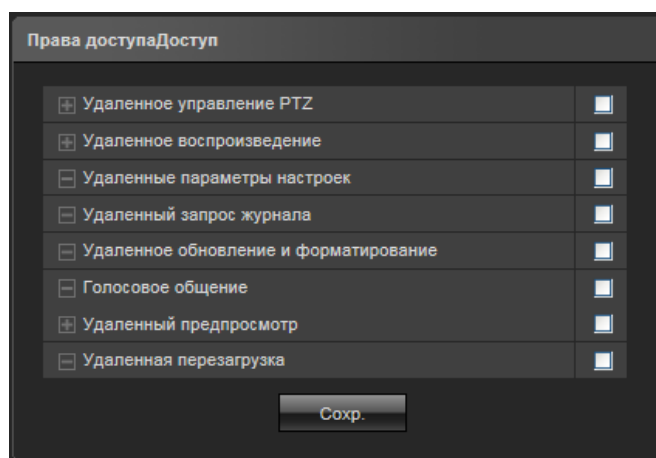 Права доступаДоступ
Удаленное управление PTZ
Удаленное воспроизведение
Удаленные параметры настроек
Удаленный запрос журнала
Удаленное обновление и форматирование
Голосовое общение
Удаленный предпросмотр
Удаленная перезагрузка
Сохр.